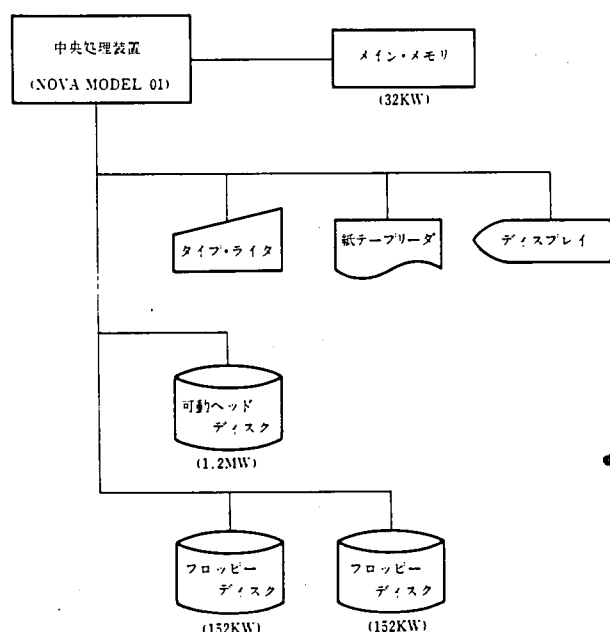 中央処理装置
(NOVA MODEL 01)
メイン・メモリ
(32KW)
タイプ・ライタ
紙テープリーダ
ディスプレイ
可動ヘッド
ディスク
(1.2MW)
フロッピー
ディスク
(152KW)
フロッピー
ディスク
(152KW)